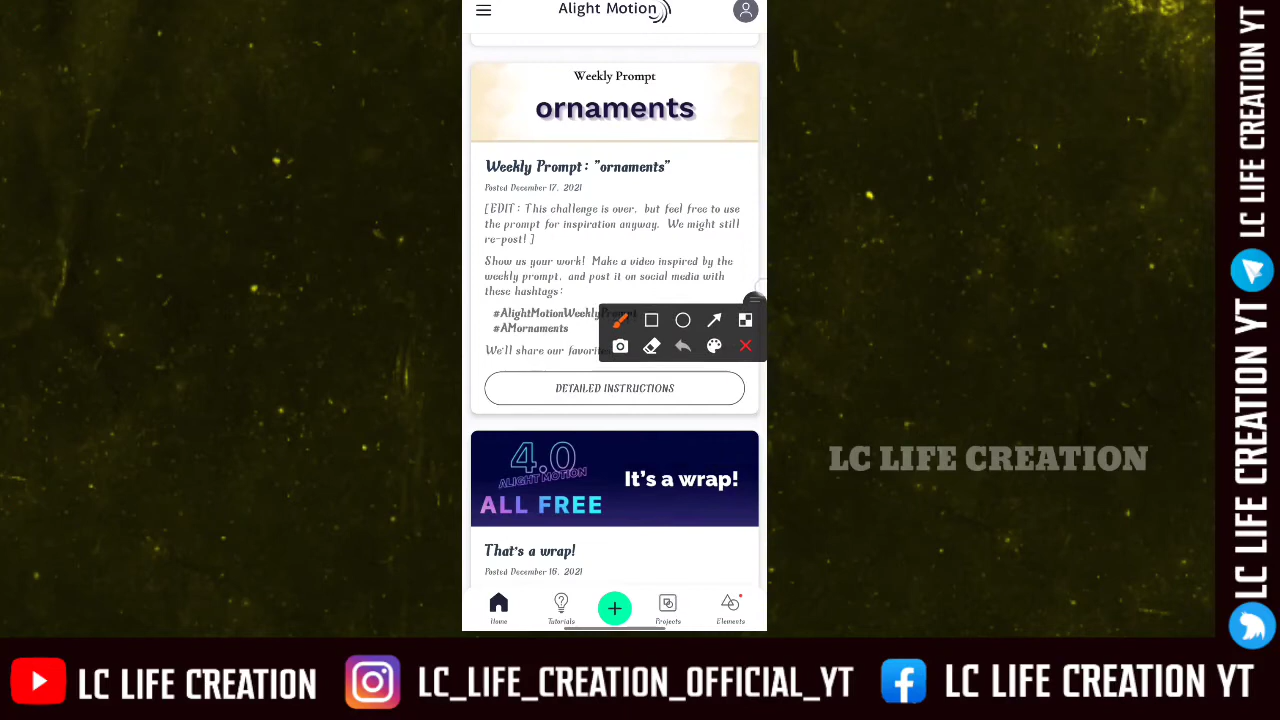 Alight Motion
Weekly Prompt
ornaments
Weekly Prompt: "ornaments"
Posted December 17, 2021
[EDIT: This challenge is over, but feel free to use
the prompt for inspiration anyway. We might still
re-post! ]
Show us your work! Make a video inspired by the
weekly prompt, and post it on social media with
these hashtags:
#AlightMotionWeeklyPrompt
#AMornaments
We'll share our favorite
DETAILED INSTRUCTIONS
4.0
ALIGHT MOTION
ALL FREE
It's a wrap!
That's a wrap!
Posted December 16, 2021
Home
Tutorials
Projects
Elements
LC LIFE CREATION
LC LIFE CREATION YT
LC LIFE CREATION YT
LC LIFE CREATION
LC_LIFE_CREATION_OFFICIAL_YT
LC LIFE CREATION YT